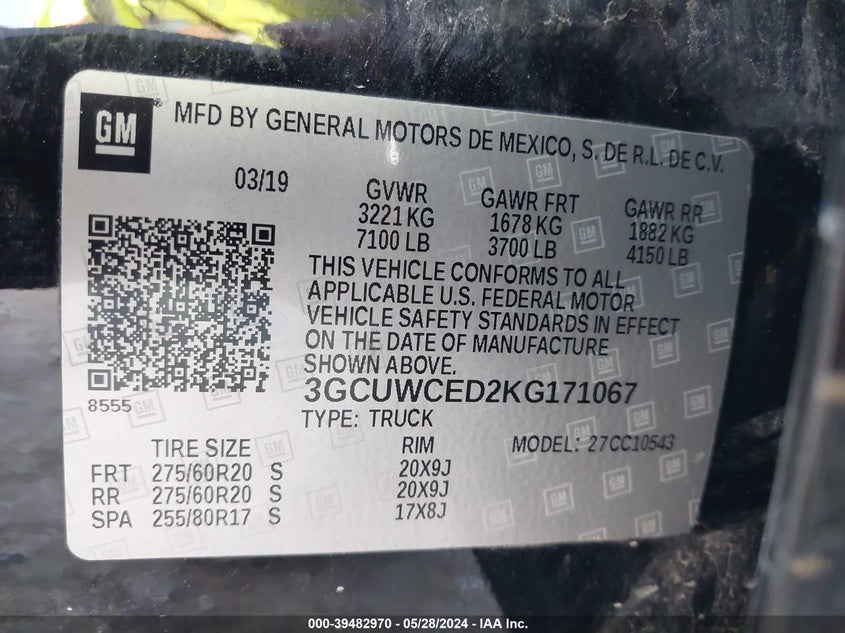 GM
MFD BY GENERAL MOTORS DE MEXICO, S. DE R.L. DE C.V.
03/19
GVWR GAWR FRT GAWR RR
3221 KG 1678 KG 1882 KG
7100 LB 3700 LB 4150 LB
THIS VEHICLE CONFORMS TO ALL
APPLICABLE U.S. FEDERAL MOTOR
VEHICLE SAFETY STANDARDS IN EFFECT
ON THE DATE OF MANUFACTURE
SHOWN ABOVE.
8555
3GCUWCED2KG171067
TYPE: TRUCK
TIRE SIZE RIM MODEL: 27CC10543
FRT 275/60R20 S 20X9J
RR 275/60R20 S 20X9J
SPA 255/80R17 S 17X8J
000-39482970 - 05/28/2024 - IAA Inc.